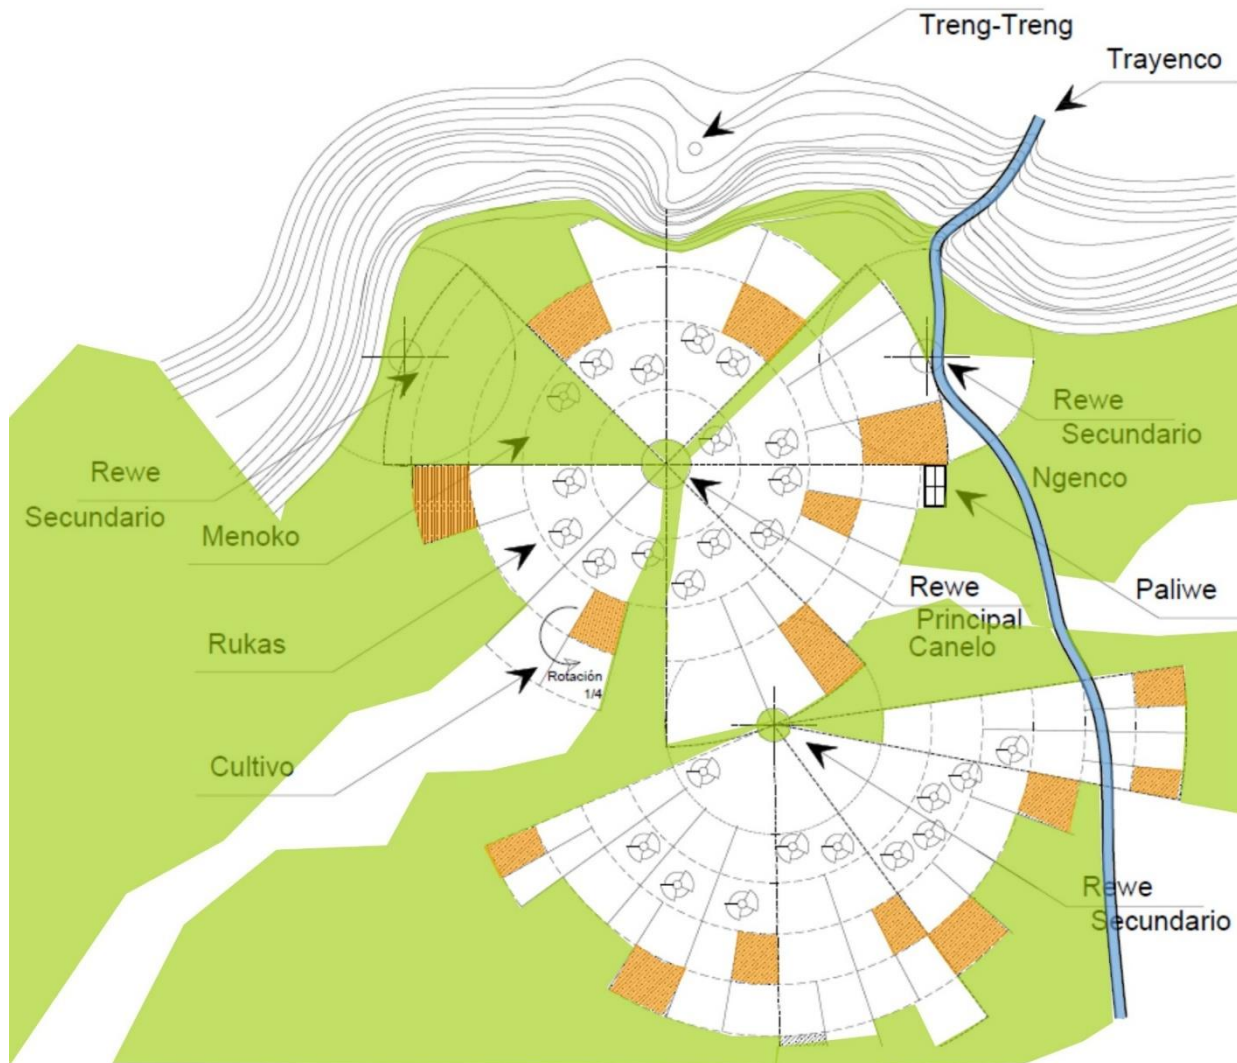 Treng-Treng
Trayenco
Rewe
Secundario
Rewe
Secundario
Ngenco
Menoko
Rewe
Principal
Canelo
Paliwe
Rukas
Rotación
1/4
Cultivo
Rewe
Secundario